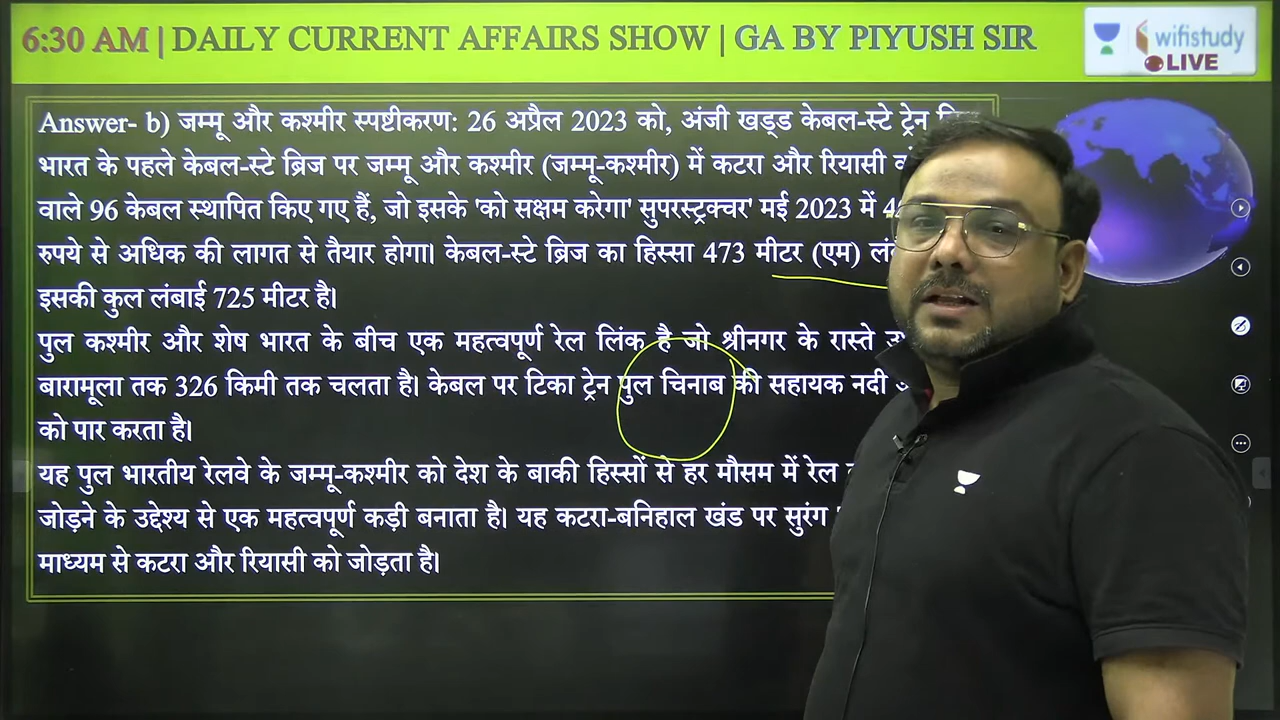 6:30 AM | DAILY CURRENT AFFAIRS SHOW | GA BY PIYUSH SIR
wifistudy
LIVE
Answer- b) जम्मू और कश्मीर स्पष्टीकरण: 26 अप्रैल 2023 को, अंजी खड्ड केबल-स्टे ट्रेन
भारत के पहले केबल-स्टे ब्रिज पर जम्मू और कश्मीर (जम्मू-कश्मीर) में कटरा और रियासी
वाले 96 केबल स्थापित किए गए हैं, जो इसके 'को सक्षम करेगा' सुपरस्ट्रक्चर' मई 2023 में
रुपये से अधिक की लागत से तैयार होगा। केबल-स्टे ब्रिज का हिस्सा 473 मीटर (एम)
इसकी कुल लंबाई 725 मीटर है।
पुल कश्मीर और शेष भारत के बीच एक महत्वपूर्ण रेल लिंक है जो श्रीनगर के रास्ते
बारामूला तक 326 किमी तक चलता है। केबल पर टिका ट्रेन पुल चिनाब की सहायक नदी
को पार करता है।
यह पुल भारतीय रेलवे के जम्मू-कश्मीर को देश के बाकी हिस्सों से हर मौसम में रेल
जोड़ने के उद्देश्य से एक महत्वपूर्ण कड़ी बनाता है। यह कटरा-बनिहाल खंड पर सुरंग
माध्यम से कटरा और रियासी को जोड़ता है।